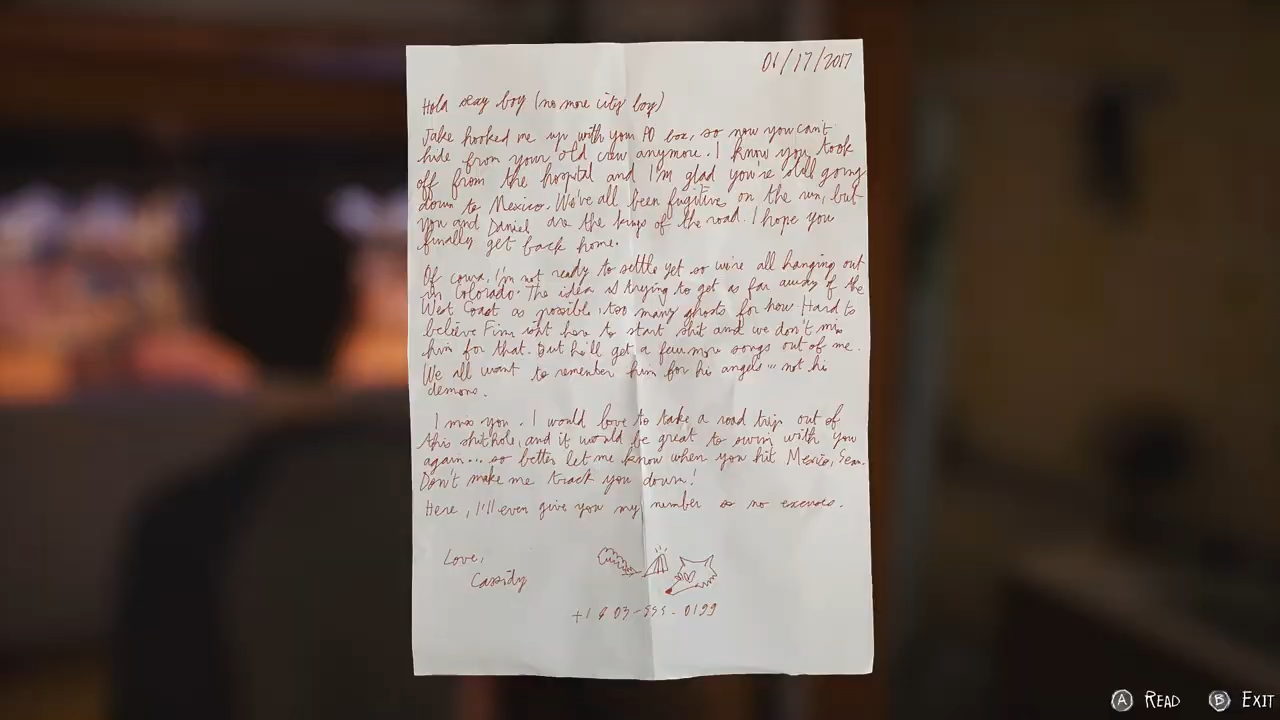 01/17/2017
Hola sexy boy (no more city boy)
Jake hooked me up with your PO box, so now you can't
hide from your old crew anymore. I know you took
off from the hospital and I'm glad you're still going
down to Mexico. We've all been fugitive on the run, but
you and Daniel are the kings of the road. I hope you
finally get back home.
Of course, I'm not ready to settle yet so we're all hanging out
in Colorado. The idea is trying to get as far away of the
West Coast as possible, too many ghosts for now. Hard to
believe Finn isn't here to start shit and we don't miss
him for that. But he'll get a few more songs out of me.
We all want to remember him for his angels... not his
demons.
I miss you. I would love to take a road trip out of
this shithole, and it would be great to swim with you
again... so better let me know when you hit Mexico, Sean.
Don't make me track you down!
Here, I'll even give you my number so no excuses.
Love,
Cassidy
+1 803-555-0199
A READ B EXIT